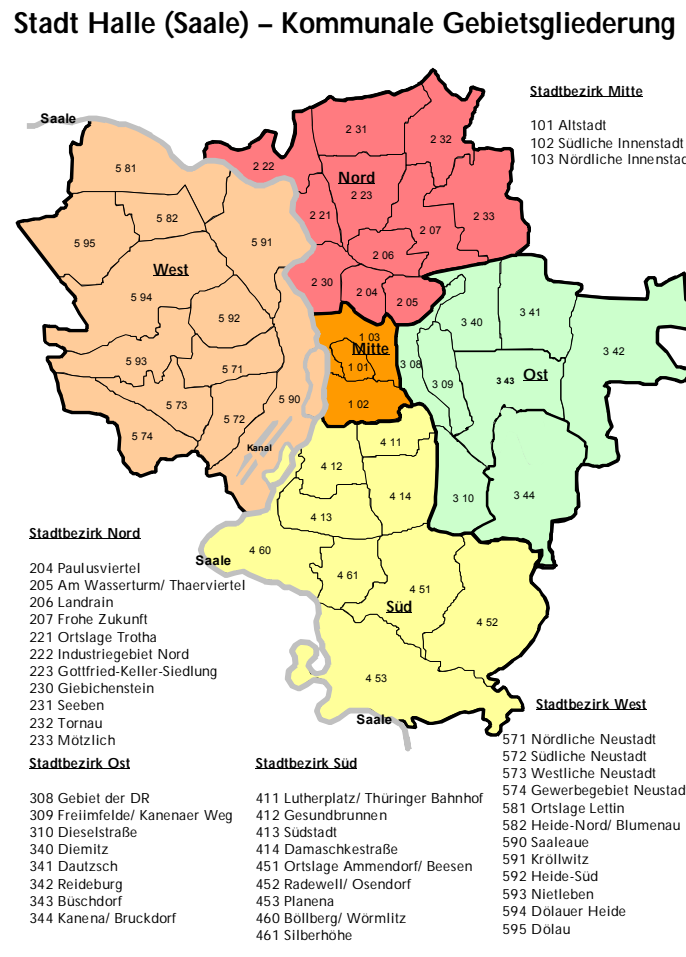 Stadt Halle (Saale) – Kommunale Gebietsgliederung
Stadtbezirk Mitte
101 Altstadt
102 Südliche Innenstadt
103 Nördliche Innenstad
Saale
2 31
2 32
5 81
2 22
Nord
2 23
5 82
2 21
2 33
2 07
5 95
5 91
2 06
West
2 30
2 04
2 05
5 94
5 92
3 40
3 41
1 03
Mitte
3 42
5 93
5 71
1 01
3 08
Ost
3 43
3 09
5 90
5 73
1 02
5 72
5 74
4 11
Kanal
4 12
4 14
3 10
3 44
4 13
4 60
Saale
4 61
4 51
Süd
4 52
4 53
Saale
Stadtbezirk Nord
204 Paulusviertel
205 Am Wasserturm/ Thaerviertel
206 Landrain
207 Frohe Zukunft
221 Ortslage Trotha
222 Industriegebiet Nord
223 Gottfried-Keller-Siedlung
230 Giebichenstein
231 Seeben
232 Tornau
233 Mötzlich
Stadtbezirk Ost
308 Gebiet der DR
309 Freiimfelde/ Kanenaer Weg
310 Dieselstraße
340 Diemitz
341 Dautzsch
342 Reideburg
343 Büschdorf
344 Kanena/ Bruckdorf
Stadtbezirk Süd
411 Lutherplatz/ Thüringer Bahnhof
412 Gesundbrunnen
413 Südstadt
414 Damaschkestraße
451 Ortslage Ammendorf/ Beesen
452 Radewell/ Osendorf
453 Planena
460 Böllberg/ Wörmlitz
461 Silberhöhe
Stadtbezirk West
571 Nördliche Neustadt
572 Südliche Neustadt
573 Westliche Neustadt
574 Gewerbegebiet Neustad
581 Ortslage Lettin
582 Heide-Nord/ Blumenau
590 Saaleaue
591 Kröllwitz
592 Heide-Süd
593 Nietleben
594 Dölauer Heide
595 Dölau